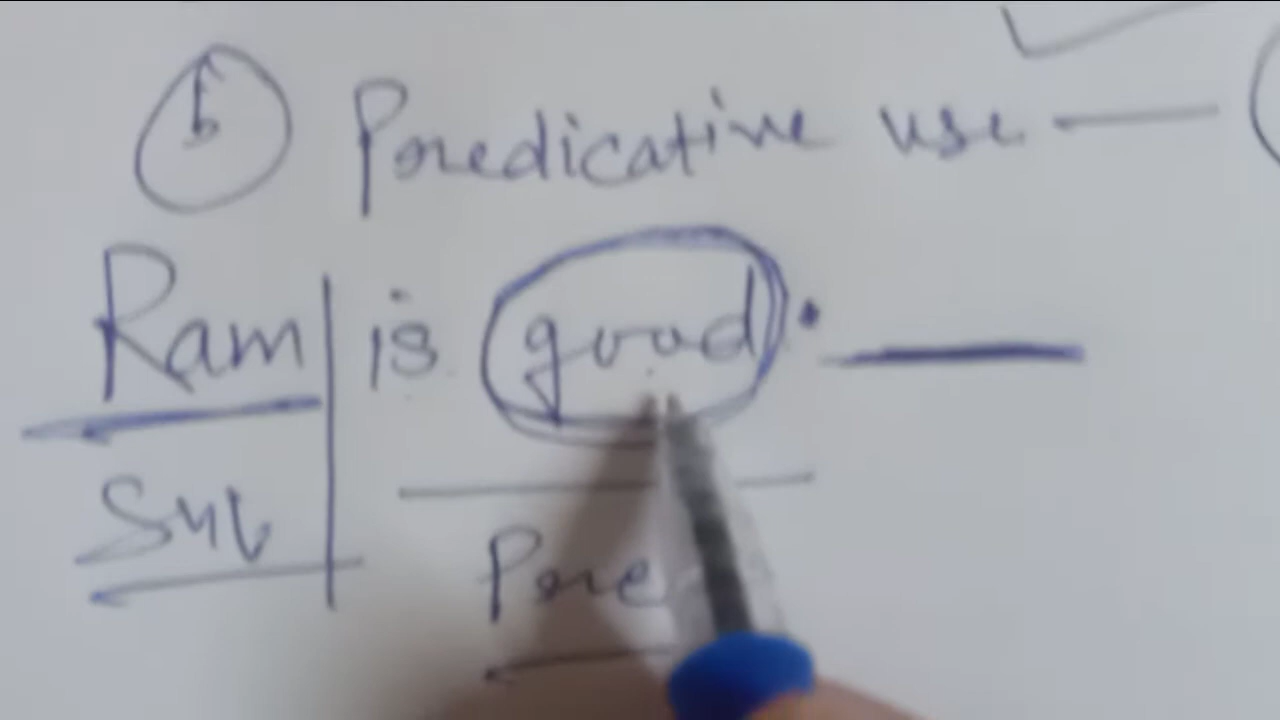 b Predicative use —
Ram is good. —
Sub Pre